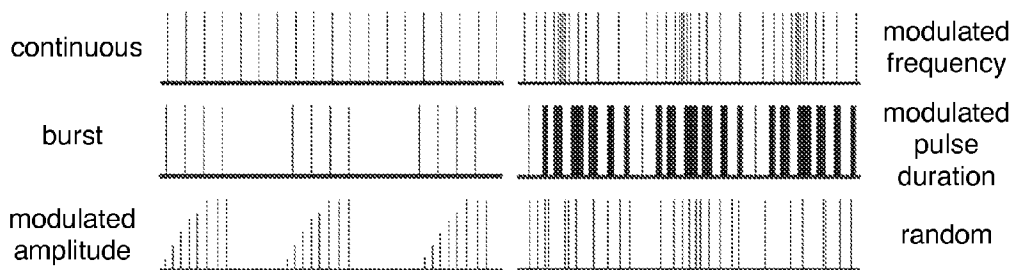 continuous
modulated
frequency
burst
modulated
pulse
duration
modulated
amplitude
random